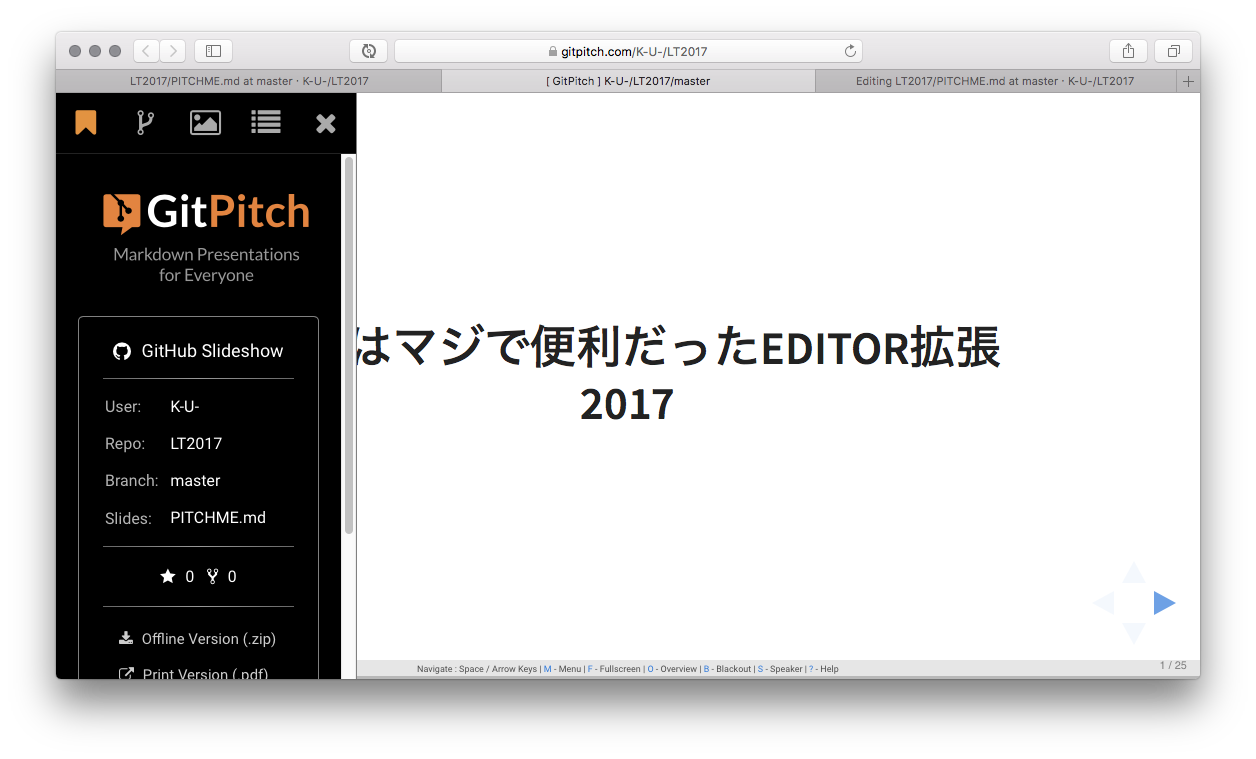 gitpitch.com/K-U-/LT2017
LT2017/PITCHME.md at master · K-U-/LT2017
[ GitPitch ] K-U-/LT2017/master
Editing LT2017/PITCHME.md at master · K-U-/LT2017
GitPitch
Markdown Presentations
for Everyone
GitHub Slideshow
User: K-U-
Repo: LT2017
Branch: master
Slides: PITCHME.md
0 0
Offline Version (.zip)
Print Version (.pdf)
はマジで便利だったEDITOR拡張
2017
Navigate : Space / Arrow Keys | M - Menu | F - Fullscreen | O - Overview | B - Blackout | S - Speaker | ? - Help
1 / 25